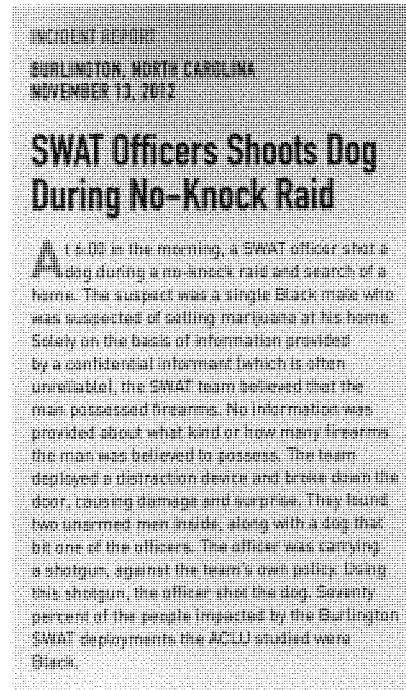 INCIDENT REPORT
BURLINGTON, NORTH CAROLINA
NOVEMBER 13, 2012
SWAT Officers Shoots Dog
During No-Knock Raid
At 6:00 in the morning, a SWAT officer shot a
dog during a no-knock raid and search of a
home. The suspect was a single Black male who
was suspected of selling marijuana at his home.
Solely on the basis of information provided
by a confidential informant (which is often
unreliable), the SWAT team believed that the
man possessed firearms. No information was
provided about what kind or how many firearms
the man was believed to possess. The team
deployed a distraction device and broke down the
door, causing damage and surprise. They found
two unarmed men inside, along with a dog that
bit one of the officers. The officer was carrying
a shotgun, against the team's own policy. Using
this shotgun, the officer shot the dog. Seventy
percent of the people impacted by the Burlington
SWAT deployments the ACLU studied were
Black.